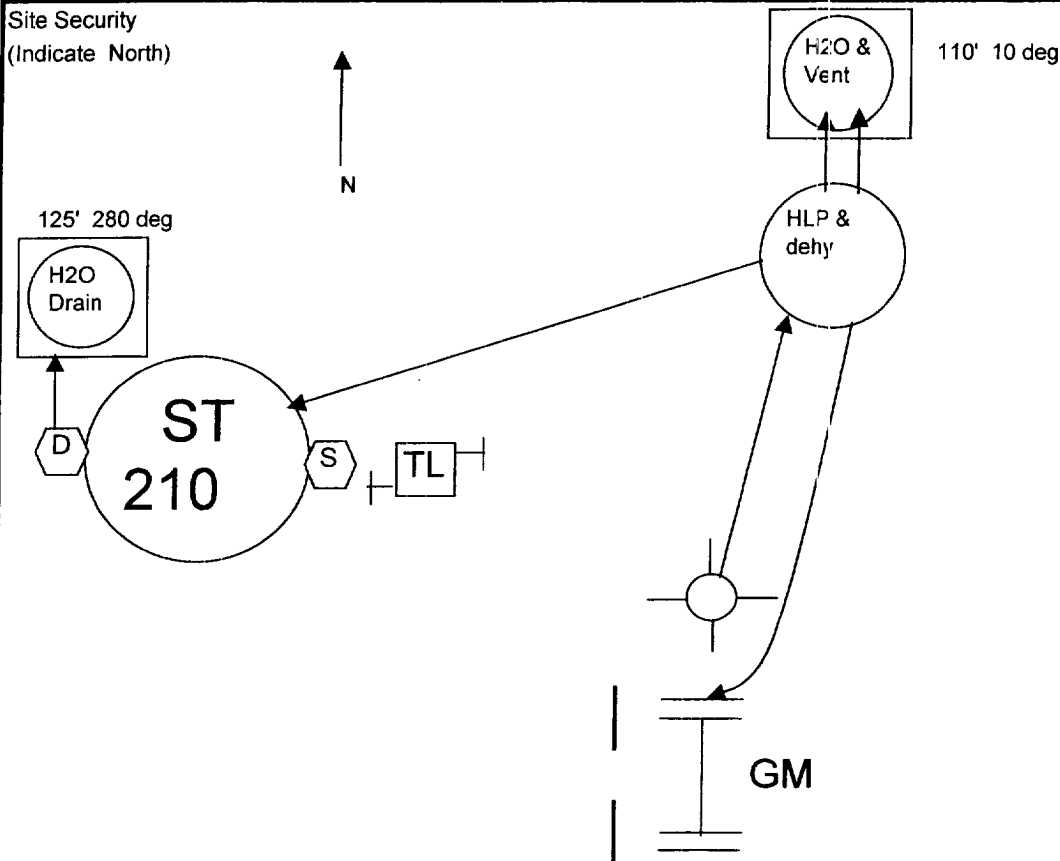 Site Security
(Indicate North)
N
H2O &
Vent
110' 10 deg
HLP &
dehy
125' 280 deg
H2O
Drain
D
ST
210
S
TL
GM